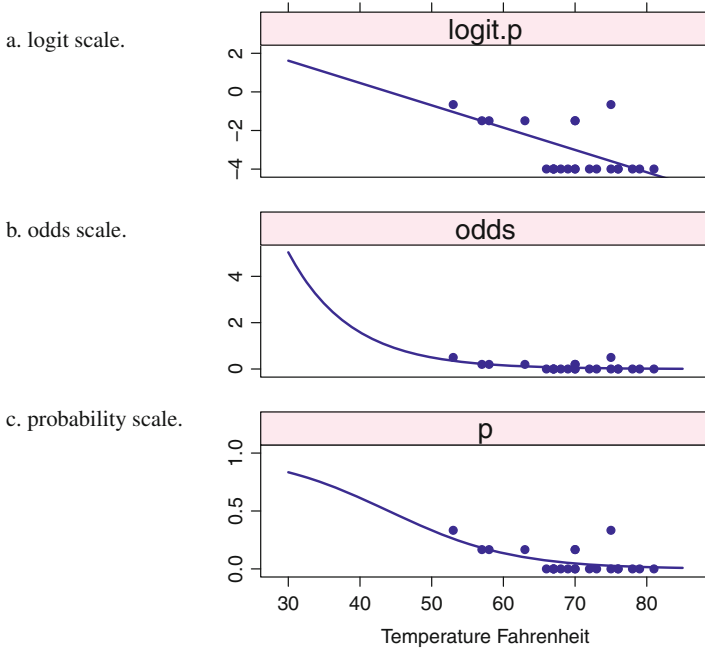 a. logit scale.
logit.p
2
0
−2
−4
b. odds scale.
odds
4
2
0
c. probability scale.
p
1.0
0.5
0.0
30 40 50 60 70 80
Temperature Fahrenheit